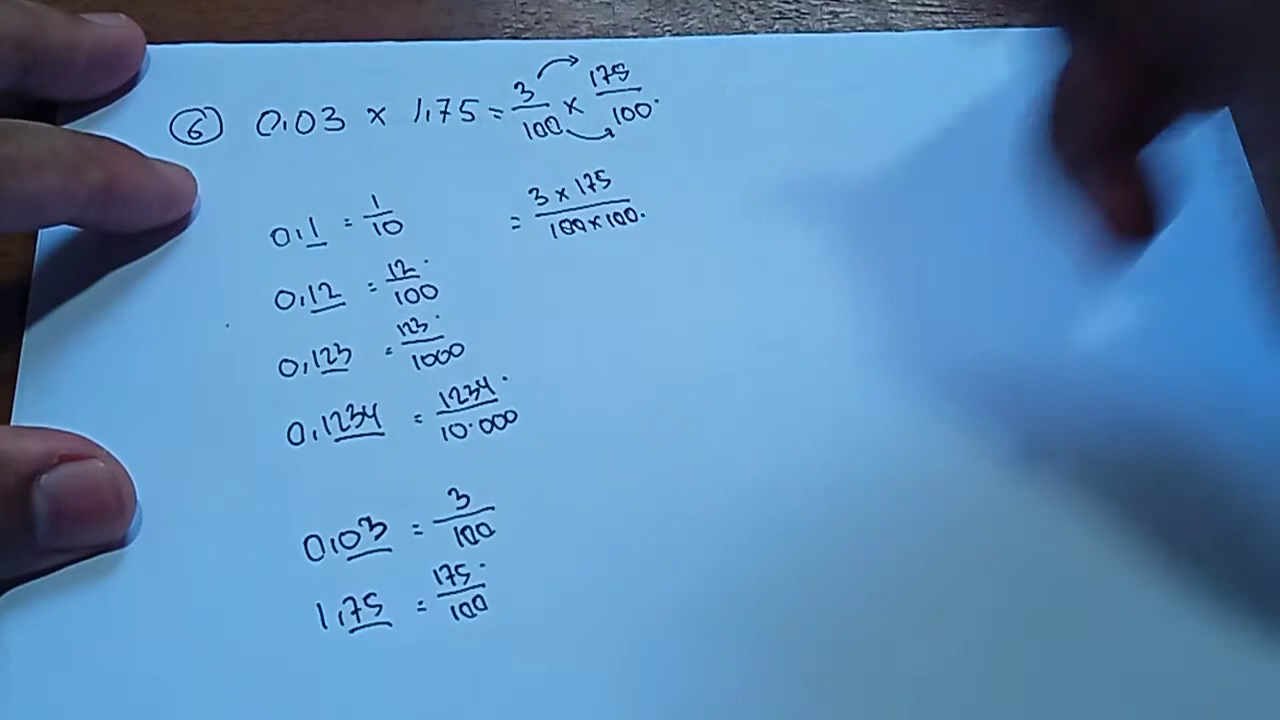 6 0,03 × 1,75 = 3/100 × 175/100
= 3 × 175 / 100 × 100
0,1 = 1/10
0,12 = 12/100
0,123 = 123/1000
0,1234 = 1234/10.000
0,03 = 3/100
1,75 = 175/100